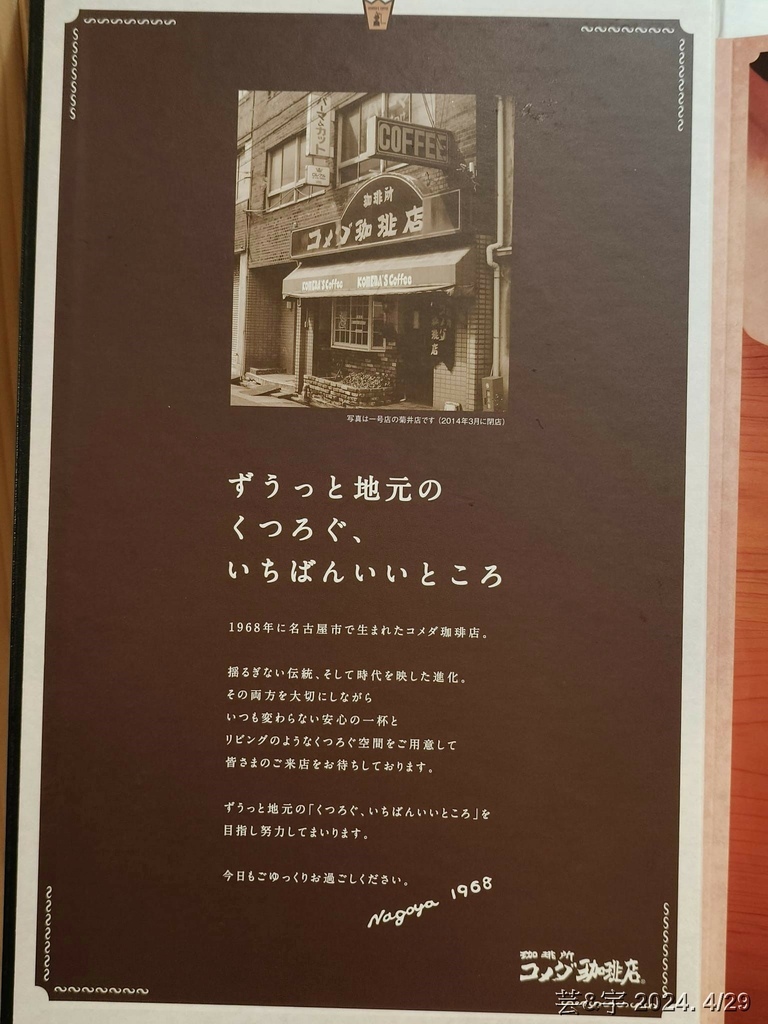 パーマ&カット
COFFEE
珈琲所
コメダ珈琲店
KOMEDA'S Coffee KOMEDA'S Coffee
写真は一号店の菊井店です(2014年3月に閉店)
ずうっと地元の
くつろぐ、
いちばんいいところ
1968年に名古屋市で生まれたコメダ珈琲店。
揺るぎない伝統、そして時代を映した進化。
その両方を大切にしながら
いつも変わらない安心の一杯と
リビングのようなくつろぐ空間をご用意して
皆さまのご来店をお待ちしております。
ずうっと地元の「くつろぐ、いちばんいいところ」を
目指し努力してまいります。
今日もごゆっくりお過ごしください。
Nagoya 1968
珈琲所
コメダ珈琲店。
芸&宇 2024. 4/29